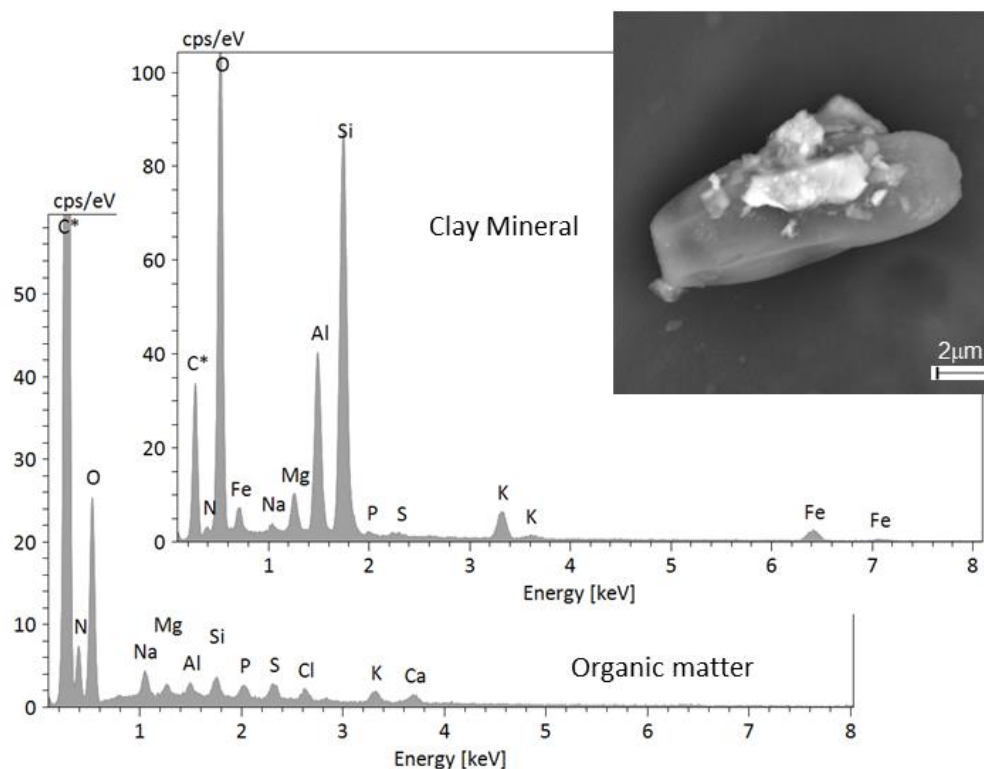 cps/eV
O
100
Si
80
Clay Mineral
60
Al
40
C*
20
N
Fe
Na
Mg
P
S
K
K
Fe
Fe
0
1 2 3 4 5 6 7 8
Energy [keV]
2μm
cps/eV
C*
50
40
30
O
20
10
N
Na
Mg
Al
Si
P
S
Cl
K
Ca
Organic matter
0
1 2 3 4 5 6 7 8
Energy [keV]